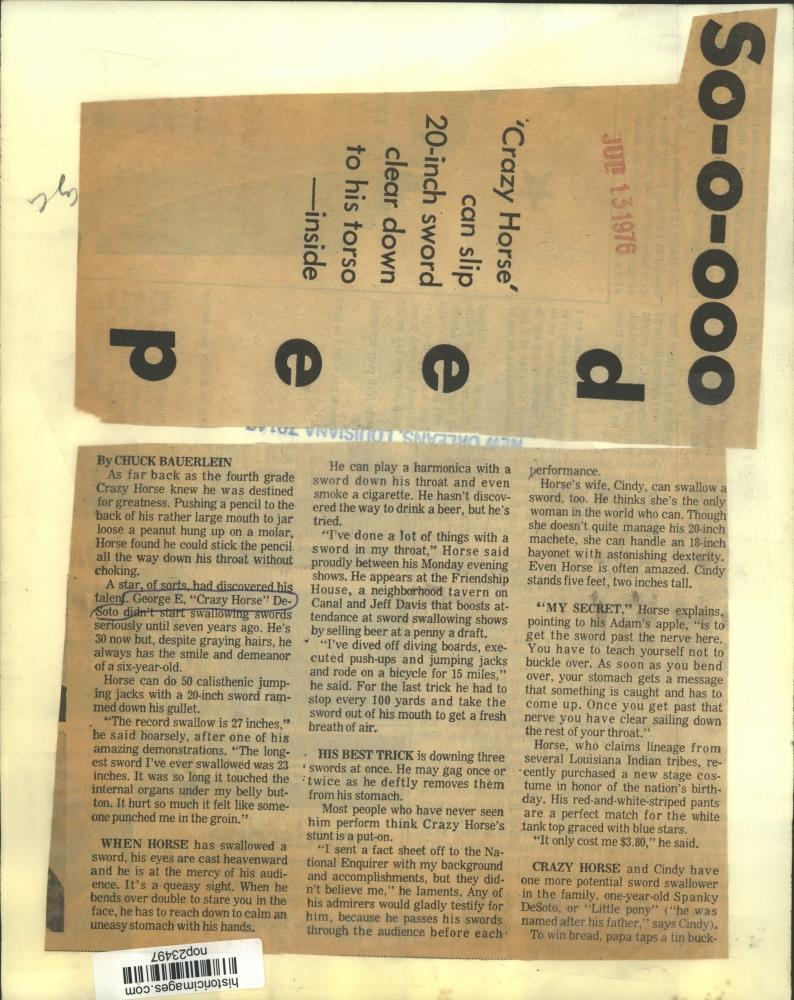 So-o-ooo
JUN 13 1976
'Crazy Horse'
can slip
20-inch sword
clear down
to his torso
—inside
d
e
e
p
NEW ORLEANS, LOUISIANA 70140
By CHUCK BAUERLEIN
As far back as the fourth grade
Crazy Horse knew he was destined
for greatness. Pushing a pencil to the
back of his rather large mouth to jar
loose a peanut hung up on a molar,
Horse found he could stick the pencil
all the way down his throat without
choking.
A star, of sorts, had discovered his
talent. George E. "Crazy Horse" De-
Soto didn't start swallowing swords
seriously until seven years ago. He's
30 now but, despite graying hairs, he
always has the smile and demeanor
of a six-year-old.
Horse can do 50 calisthenic jump-
ing jacks with a 20-inch sword ram-
med down his gullet.
"The record swallow is 27 inches,"
he said hoarsely, after one of his
amazing demonstrations. "The long-
est sword I've ever swallowed was 23
inches. It was so long it touched the
internal organs under my belly but-
ton. It hurt so much it felt like some-
one punched me in the groin."
WHEN HORSE has swallowed a
sword, his eyes are cast heavenward
and he is at the mercy of his audi-
ence. It's a queasy sight. When he
bends over double to stare you in the
face, he has to reach down to calm an
uneasy stomach with his hands.
He can play a harmonica with a
sword down his throat and even
smoke a cigarette. He hasn't discov-
ered the way to drink a beer, but he's
tried.
"I've done a lot of things with a
sword in my throat," Horse said
proudly between his Monday evening
shows. He appears at the Friendship
House, a neighborhood tavern on
Canal and Jeff Davis that boosts at-
tendance at sword swallowing shows
by selling beer at a penny a draft.
"I've dived off diving boards, exe-
cuted push-ups and jumping jacks
and rode on a bicycle for 15 miles,"
he said. For the last trick he had to
stop every 100 yards and take the
sword out of his mouth to get a fresh
breath of air.
HIS BEST TRICK is downing three
swords at once. He may gag once or
twice as he deftly removes them
from his stomach.
Most people who have never seen
him perform think Crazy Horse's
stunt is a put-on.
"I sent a fact sheet off to the Na-
tional Enquirer with my background
and accomplishments, but they did-
n't believe me," he laments. Any of
his admirers would gladly testify for
him, because he passes his swords
through the audience before each
performance.
Horse's wife, Cindy, can swallow a
sword, too. He thinks she's the only
woman in the world who can. Though
she doesn't quite manage his 20-inch
machete, she can handle an 18-inch
bayonet with astonishing dexterity.
Even Horse is often amazed. Cindy
stands five feet, two inches tall.
"MY SECRET," Horse explains,
pointing to his Adam's apple, "is to
get the sword past the nerve here.
You have to teach yourself not to
buckle over. As soon as you bend
over, your stomach gets a message
that something is caught and has to
come up. Once you get past that
nerve you have clear sailing down
the rest of your throat."
Horse, who claims lineage from
several Louisiana Indian tribes, re-
cently purchased a new stage cos-
tume in honor of the nation's birth-
day. His red-and-white-striped pants
are a perfect match for the white
tank top graced with blue stars.
"It only cost me $3.80," he said.
CRAZY HORSE and Cindy have
one more potential sword swallower
in the family, one-year-old Spanky
DeSoto, or "Little pony" ("he was
named after his father," says Cindy).
To win bread, papa taps a tin buck-
historicimages.com
nop23497